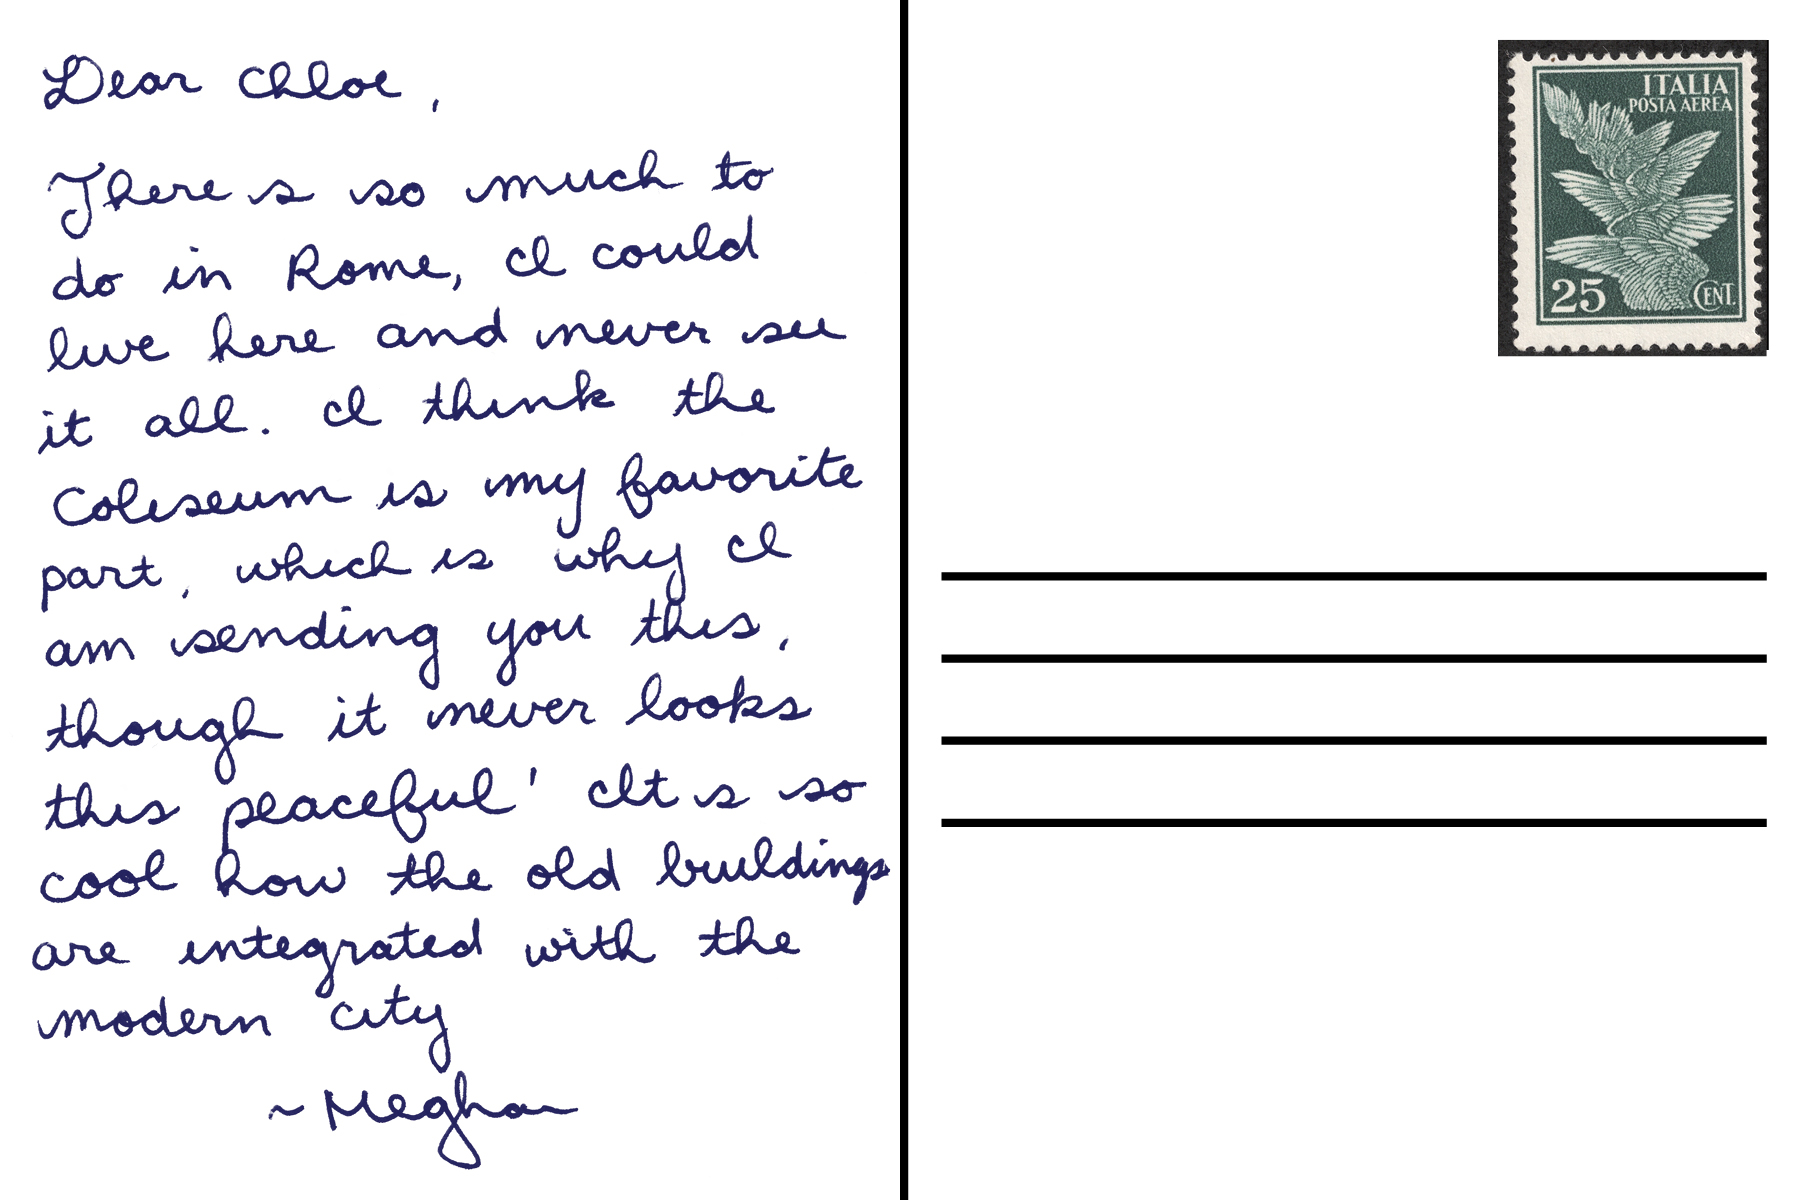 Dear Chloe,
There is so much to
do in Rome, I could
live here and never see
it all. I think the
Coliseum is my favorite
part, which is why I
am sending you this,
though it never looks
this peaceful! It is so
cool how the old buildings
are integrated with the
modern city
~Meghan
ITALIA
POSTA AEREA
25 CENT.